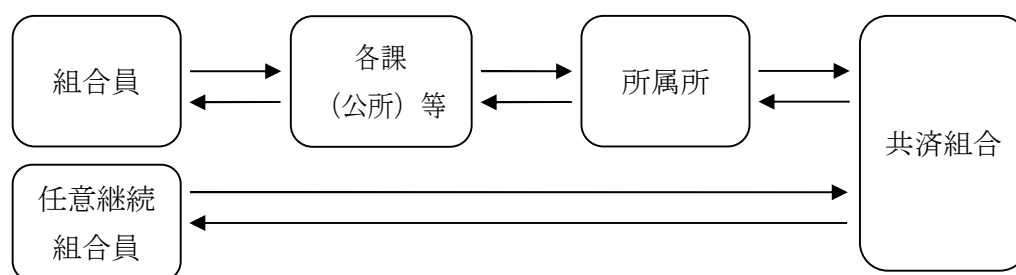 組合員
各課
（公所）等
所属所
共済組合
任意継続
組合員